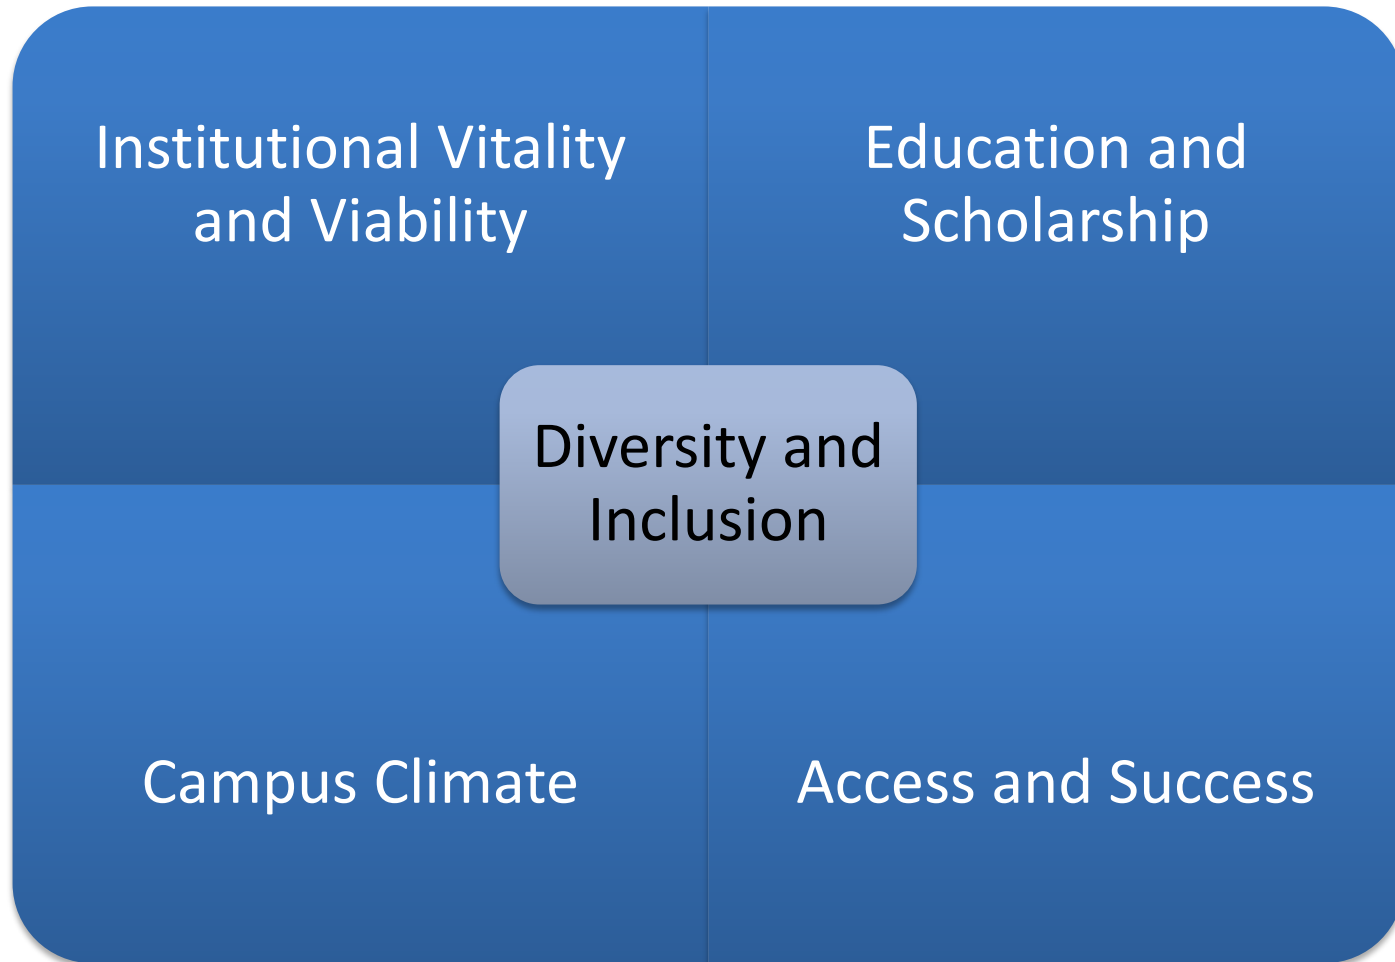 Institutional Vitality
and Viability
Education and
Scholarship
Diversity and
Inclusion
Campus Climate
Access and Success